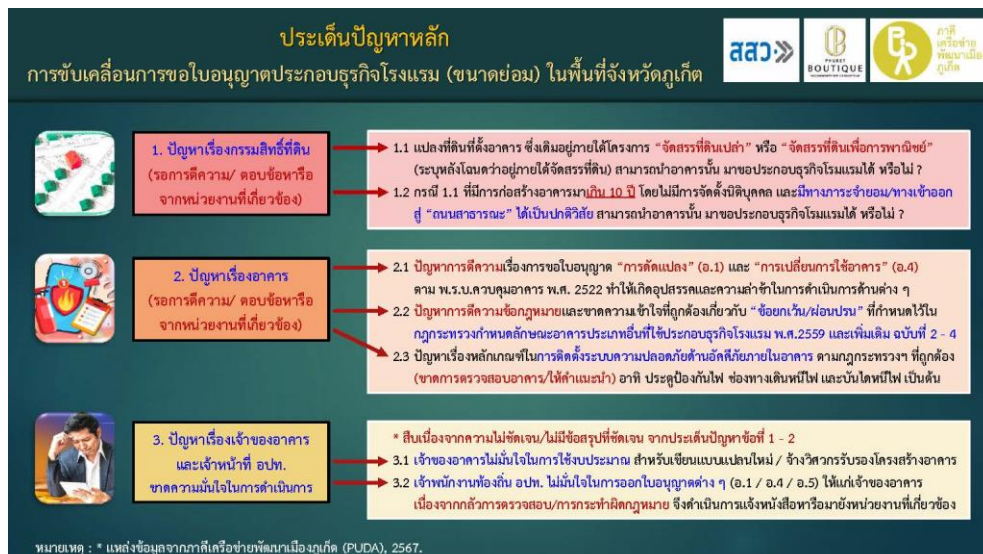 ประเด็นปัญหาหลัก
การขับเคลื่อนการขอใบอนุญาตประกอบธุรกิจโรงแรม (ขนาดย่อม) ในพื้นที่จังหวัดภูเก็ต
สสว
PHUKET
BOUTIQUE
ภาคี
เครือข่าย
พัฒนาเมือง
ภูเก็ต
1. ปัญหาเรื่องกรรมสิทธิ์ที่ดิน
(รอการตีความ/ ตอบข้อหารือ
จากหน่วยงานที่เกี่ยวข้อง)
1.1 แปลงที่ดินที่ตั้งอาคาร ซึ่งเดิมอยู่ภายใต้โครงการ “จัดสรรที่ดินเปล่า” หรือ “จัดสรรที่ดินเพื่อการพาณิชย์”
(ระบุหลังโฉนดว่าอยู่ภายใต้จัดสรรที่ดิน) สามารถนำอาคารนั้น มาขอประกอบธุรกิจโรงแรมได้ หรือไม่ ?
1.2 กรณี 1.1 ที่มีการก่อสร้างอาคารมาเกิน 10 ปี โดยไม่มีการจัดตั้งนิติบุคคล และมีทางภาระจำยอม/ทางเข้าออก
สู่ “ถนนสาธารณะ” ได้เป็นปกติวิสัย สามารถนำอาคารนั้น มาขอประกอบธุรกิจโรมแรมได้ หรือไม่ ?
2. ปัญหาเรื่องอาคาร
(รอการตีความ/ ตอบข้อหารือ
จากหน่วยงานที่เกี่ยวข้อง)
2.1 ปัญหาการตีความเรื่องการขอใบอนุญาต “การดัดแปลง” (อ.1) และ “การเปลี่ยนการใช้อาคาร” (อ.4)
ตาม พ.ร.บ.ควบคุมอาคาร พ.ศ. 2522 ทำให้เกิดอุปสรรคและความล่าช้าในการดำเนินการด้านต่าง ๆ
2.2 ปัญหาการตีความข้อกฎหมายและขาดความเข้าใจที่ถูกต้องเกี่ยวกับ “ข้อยกเว้น/ผ่อนปรน” ที่กำหนดไว้ใน
กฎกระทรวงกำหนดลักษณะอาคารประเภทอื่นที่ใช้ประกอบธุรกิจโรงแรม พ.ศ.2559 และเพิ่มเติม ฉบับที่ 2 - 4
2.3 ปัญหาเรื่องหลักเกณฑ์ในการติดตั้งระบบความปลอดภัยด้านอัคคีภัยภายในอาคาร ตามกฎกระทรวงฯ ที่ถูกต้อง
(ขาดการตรวจสอบอาคาร/ให้คำแนะนำ) อาทิ ประตูป้องกันไฟ ช่องทางเดินหนีไฟ และบันไดหนีไฟ เป็นต้น
3. ปัญหาเรื่องเจ้าของอาคาร
และเจ้าหน้าที่ อปท.
ขาดความมั่นใจในการดำเนินการ
* สืบเนื่องจากความไม่ชัดเจน/ไม่มีข้อสรุปที่ชัดเจน จากประเด็นปัญหาข้อที่ 1 - 2
3.1 เจ้าของอาคารไม่มั่นใจในการใช้งบประมาณ สำหรับเขียนแบบแปลนใหม่ / จ้างวิศวกรรับรองโครงสร้างอาคาร
3.2 เจ้าพนักงานท้องถิ่น อปท. ไม่มั่นใจในการออกใบอนุญาตต่าง ๆ (อ.1 / อ.4 / อ.5) ให้แก่เจ้าของอาคาร
เนื่องจากกลัวการตรวจสอบ/การกระทำผิดกฎหมาย จึงดำเนินการแจ้งหนังสือหารือมายังหน่วยงานที่เกี่ยวข้อง
หมายเหตุ : * แหล่งข้อมูลจากภาคีเครือข่ายพัฒนาเมืองภูเก็ต (PUDA), 2567.